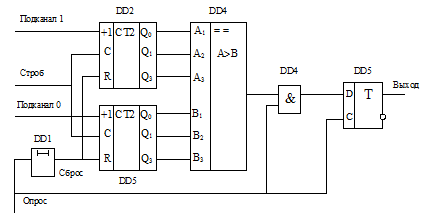 DD2
DD4
Подканал 1
+1
CT2
Q0
A1
= =
C
Q1
A2
A>B
DD4
DD5
Строб
R
Q3
A3
Выход
&
D
T
Подканал 0
+1
CT2
Q0
B1
C
DD1
C
Q1
B2
R
Q3
B3
Сброс
DD5
Опрос